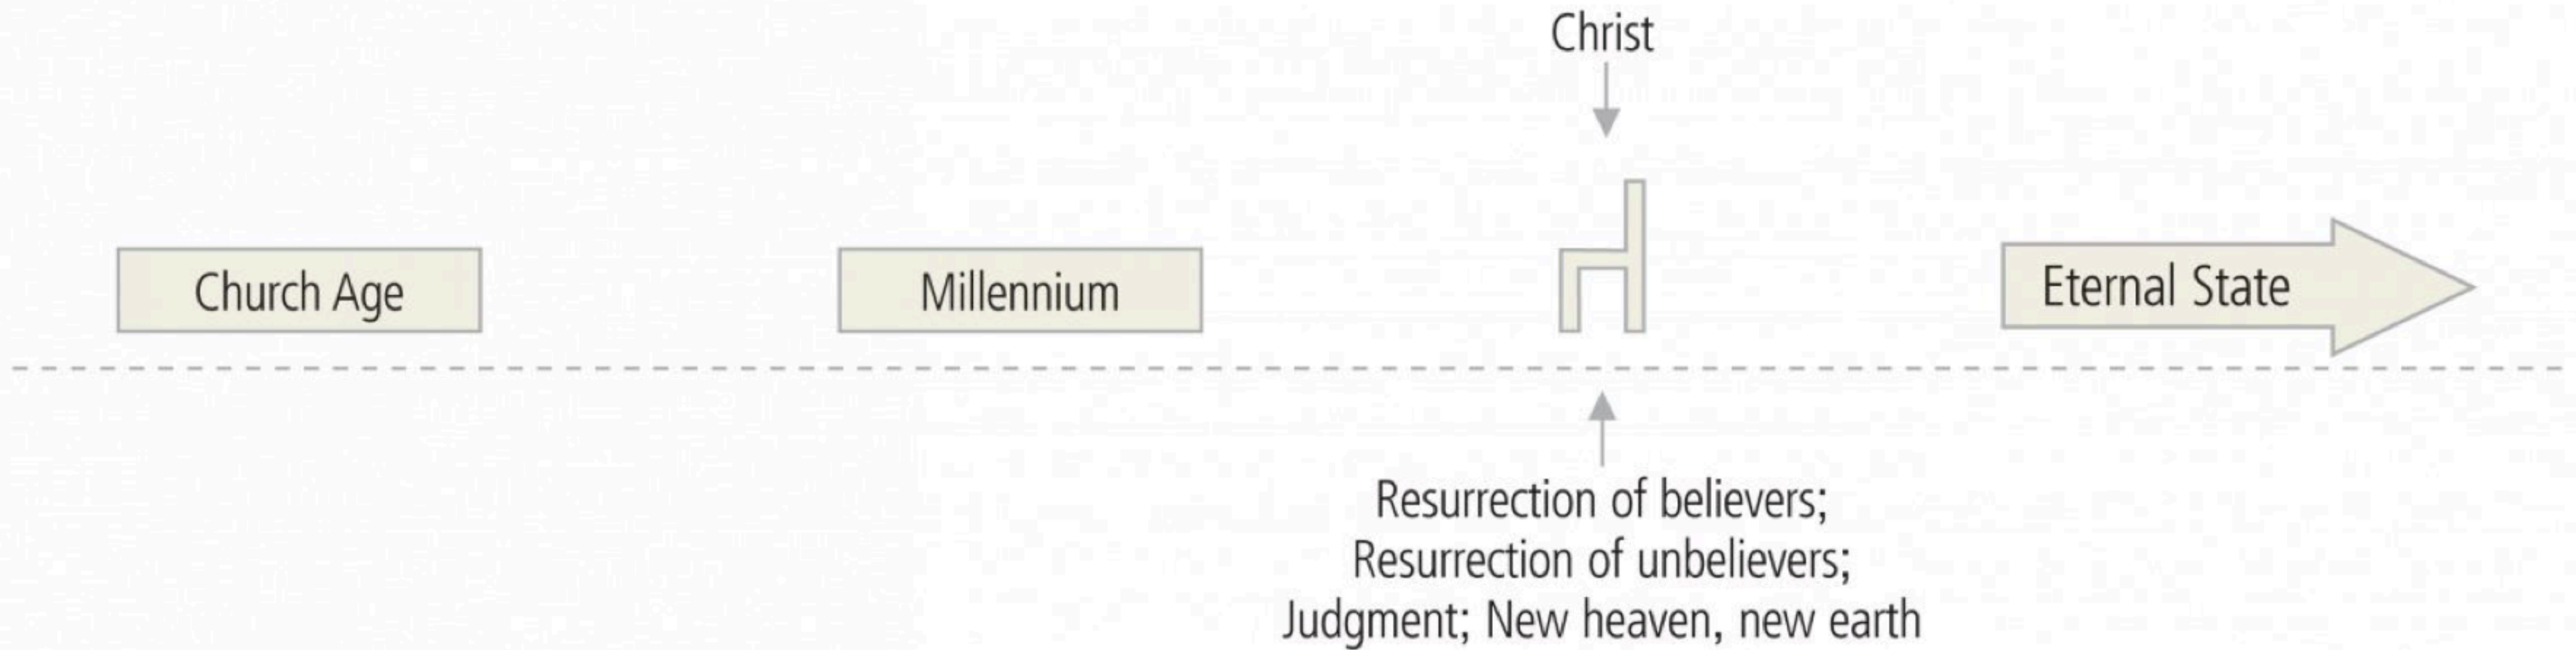 Christ
Church Age
Millennium
Eternal State
Resurrection of believers;
Resurrection of unbelievers;
Judgment; New heaven, new earth